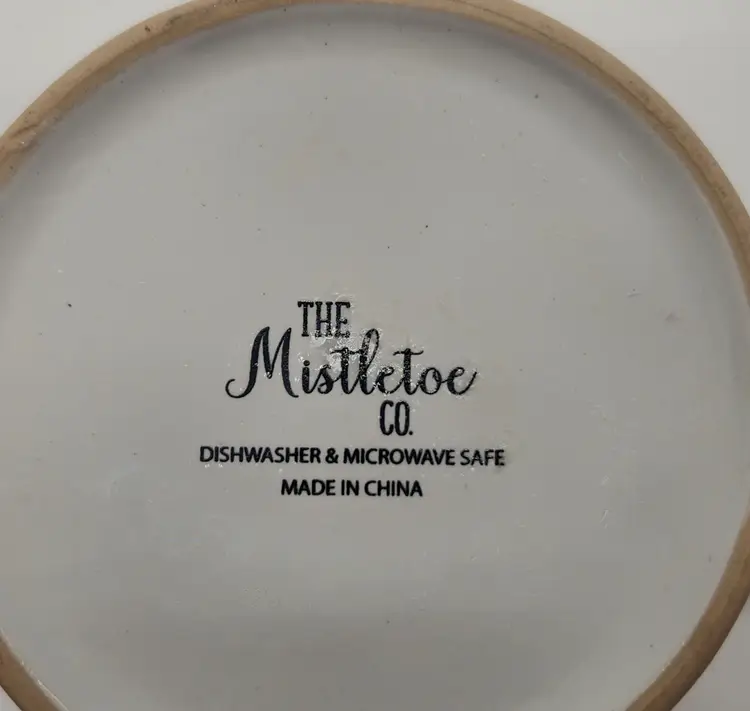 THE
Mistletoe
CO.
DISHWASHER & MICROWAVE SAFE
MADE IN CHINA